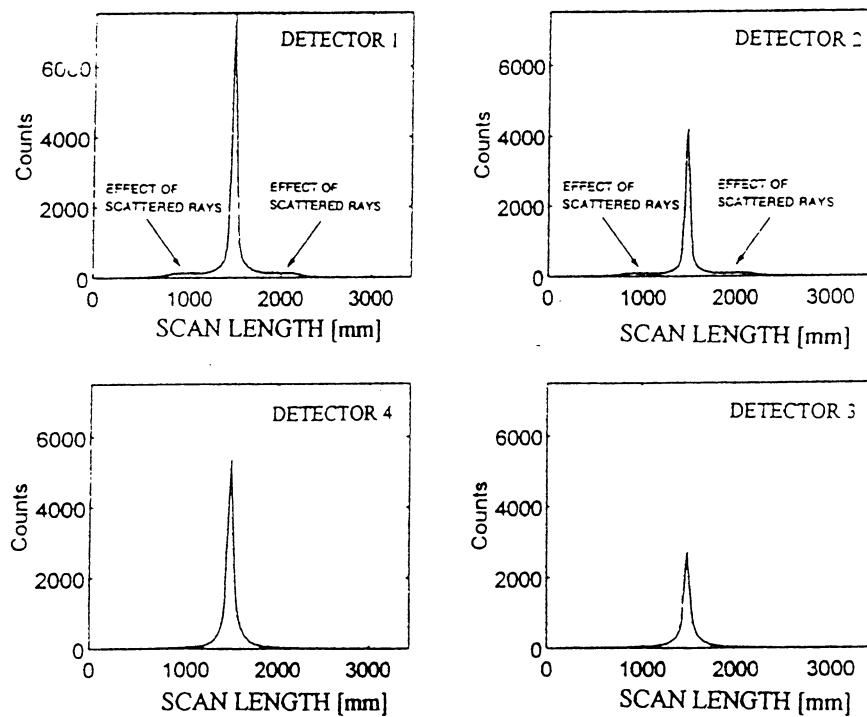 DETECTOR 1
6000
4000
2000
0
Counts
EFFECT OF
SCATTERED RAYS
EFFECT OF
SCATTERED RAYS
0 1000 2000 3000
SCAN LENGTH [mm]
DETECTOR 2
6000
4000
2000
0
Counts
EFFECT OF
SCATTERED RAYS
EFFECT OF
SCATTERED RAYS
0 1000 2000 3000
SCAN LENGTH [mm]
DETECTOR 4
6000
4000
2000
0
Counts
0 1000 2000 3000
SCAN LENGTH [mm]
DETECTOR 3
6000
4000
2000
0
Counts
0 1000 2000 3000
SCAN LENGTH [mm]